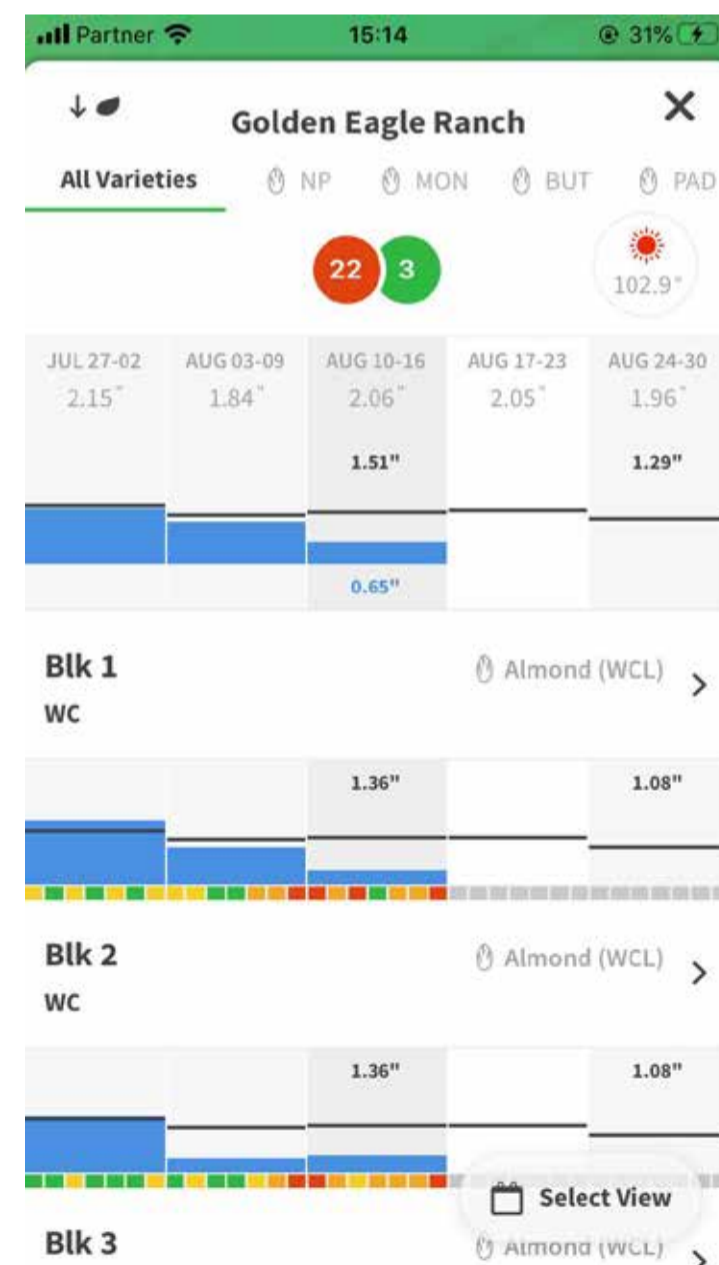 Partner 15:14 31%
Golden Eagle Ranch
All Varieties NP MON BUT PAD
22 3
102.9°
JUL 27-02 AUG 03-09 AUG 10-16 AUG 17-23 AUG 24-30
2.15" 1.84" 2.06" 2.05" 1.96"
1.51" 1.29"
0.65"
Blk 1 Almond (WCL)
WC
1.36" 1.08"
Blk 2 Almond (WCL)
WC
1.36" 1.08"
Select View
Blk 3 Almond (WCL)